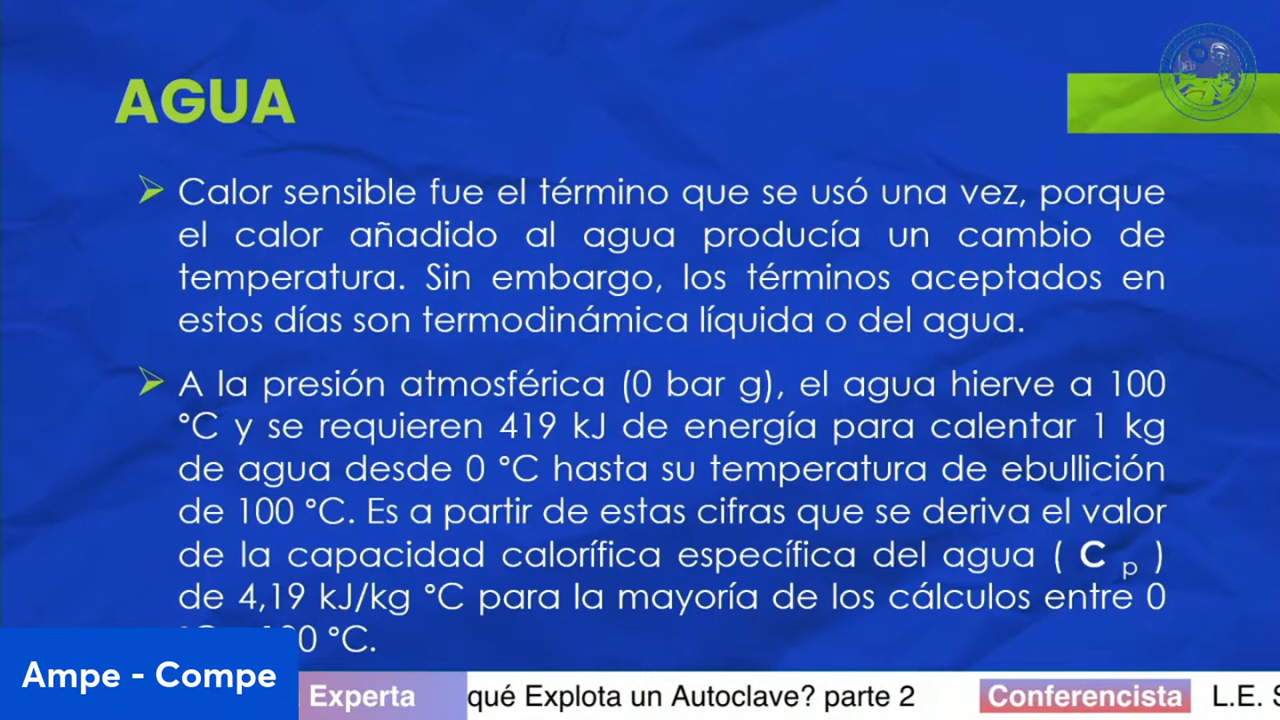 AGUA
Calor sensible fue el término que se usó una vez, porque
el calor añadido al agua producía un cambio de
temperatura. Sin embargo, los términos aceptados en
estos días son termodinámica líquida o del agua.
A la presión atmosférica (0 bar g), el agua hierve a 100
°C y se requieren 419 kJ de energía para calentar 1 kg
de agua desde 0 °C hasta su temperatura de ebullición
de 100 °C. Es a partir de estas cifras que se deriva el valor
de la capacidad calorífica específica del agua ( C p )
de 4,19 kJ/kg °C para la mayoría de los cálculos entre 0
0 °C.
Ampe - Compe
Experta qué Explota un Autoclave? parte 2 Conferencista L.E.